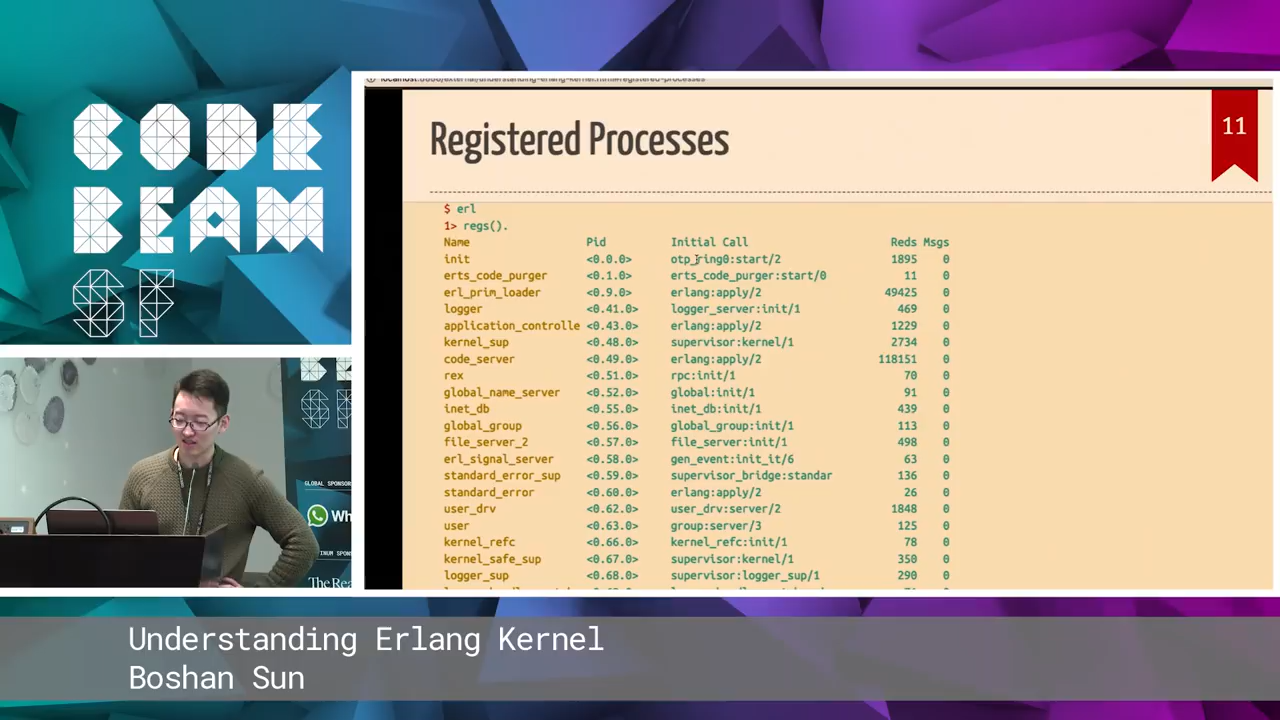 CODE
BEAM
SF
Registered Processes
11
$ erl
1> regs().
Name Pid Initial Call Reds Msgs
init <0.0.0> otp_ring0:start/2 1895 0
erts_code_purger <0.1.0> erts_code_purger:start/0 11 0
erl_prim_loader <0.9.0> erlang:apply/2 49425 0
logger <0.41.0> logger_server:init/1 469 0
application_controlle <0.43.0> erlang:apply/2 1229 0
kernel_sup <0.48.0> supervisor:kernel/1 2734 0
code_server <0.49.0> erlang:apply/2 118151 0
rex <0.51.0> rpc:init/1 70 0
global_name_server <0.52.0> global:init/1 91 0
inet_db <0.55.0> inet_db:init/1 439 0
global_group <0.56.0> global_group:init/1 113 0
file_server_2 <0.57.0> file_server:init/1 498 0
erl_signal_server <0.58.0> gen_event:init_it/6 63 0
standard_error_sup <0.59.0> supervisor_bridge:standar 136 0
standard_error <0.60.0> erlang:apply/2 26 0
user_drv <0.62.0> user_drv:server/2 1848 0
user <0.63.0> group:server/3 125 0
kernel_refc <0.66.0> kernel_refc:init/1 78 0
kernel_safe_sup <0.67.0> supervisor:kernel/1 350 0
logger_sup <0.68.0> supervisor:logger_sup/1 290 0
GLOBAL SPONSOR
Wh
INUM SPON
The Rea
Understanding Erlang Kernel
Boshan Sun